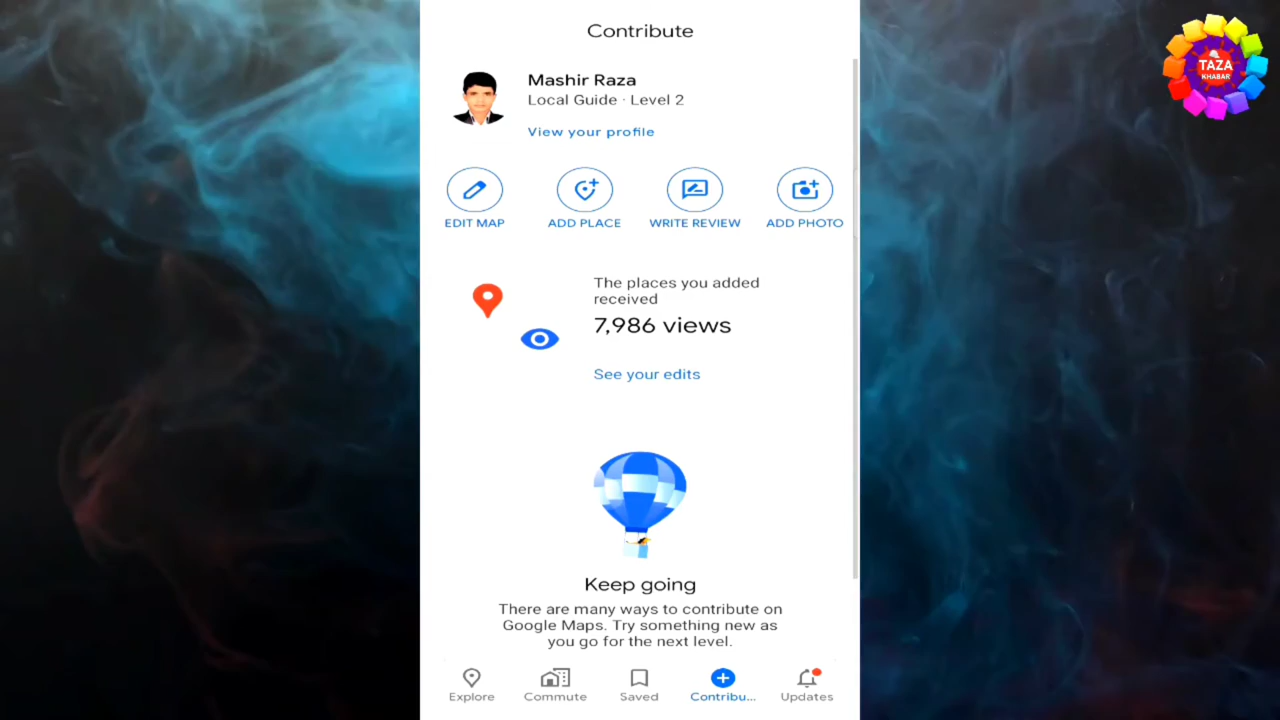 Contribute
TAZA
KHABAR
Mashir Raza
Local Guide · Level 2
View your profile
EDIT MAP
ADD PLACE
WRITE REVIEW
ADD PHOTO
The places you added
received
7,986 views
See your edits
Keep going
There are many ways to contribute on
Google Maps. Try something new as
you go for the next level.
Explore
Commute
Saved
Contribu...
Updates